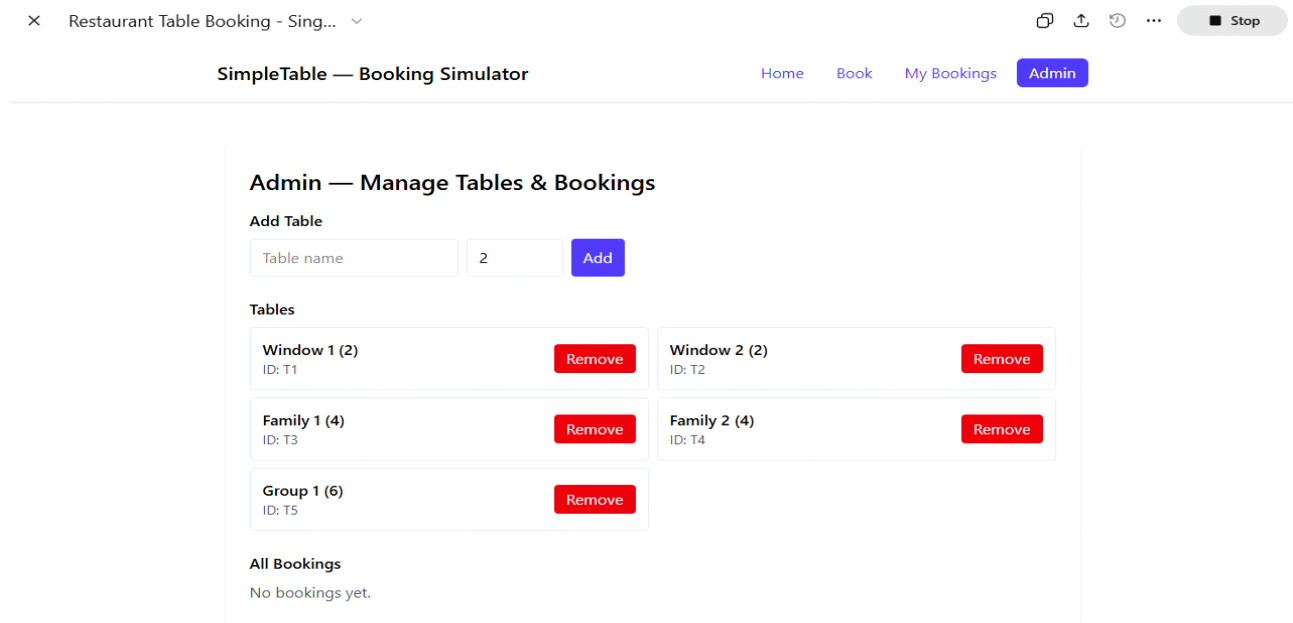 Restaurant Table Booking - Sing...
Stop
SimpleTable — Booking Simulator
Home Book My Bookings Admin
Admin — Manage Tables & Bookings
Add Table
Table name 2 Add
Tables
Window 1 (2)
ID: T1
Remove
Window 2 (2)
ID: T2
Remove
Family 1 (4)
ID: T3
Remove
Family 2 (4)
ID: T4
Remove
Group 1 (6)
ID: T5
Remove
All Bookings
No bookings yet.